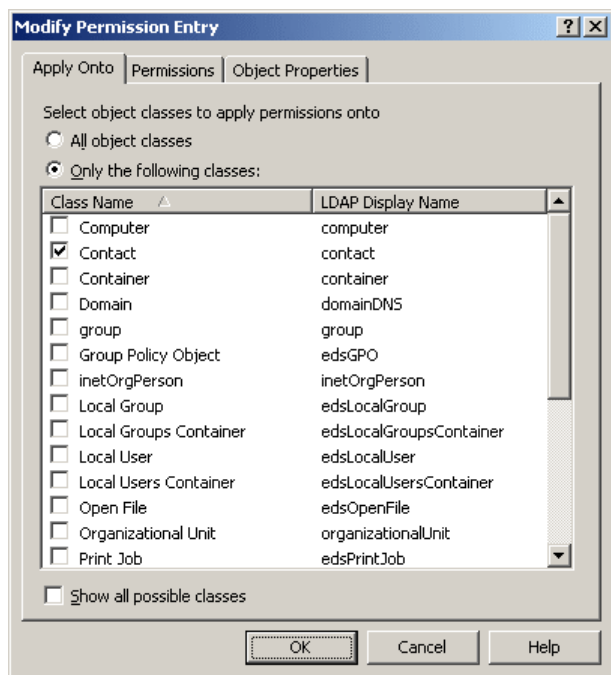 Modify Permission Entry
Apply Onto Permissions Object Properties
Select object classes to apply permissions onto
All object classes
Only the following classes:
Class Name LDAP Display Name
Computer computer
Contact contact
Container container
Domain domainDNS
group group
Group Policy Object edsGPO
inetOrgPerson inetOrgPerson
Local Group edsLocalGroup
Local Groups Container edsLocalGroupsContainer
Local User edsLocalUser
Local Users Container edsLocalUsersContainer
Open File edsOpenFile
Organizational Unit organizationalUnit
Print Job edsPrintJob
Show all possible classes
OK Cancel Help